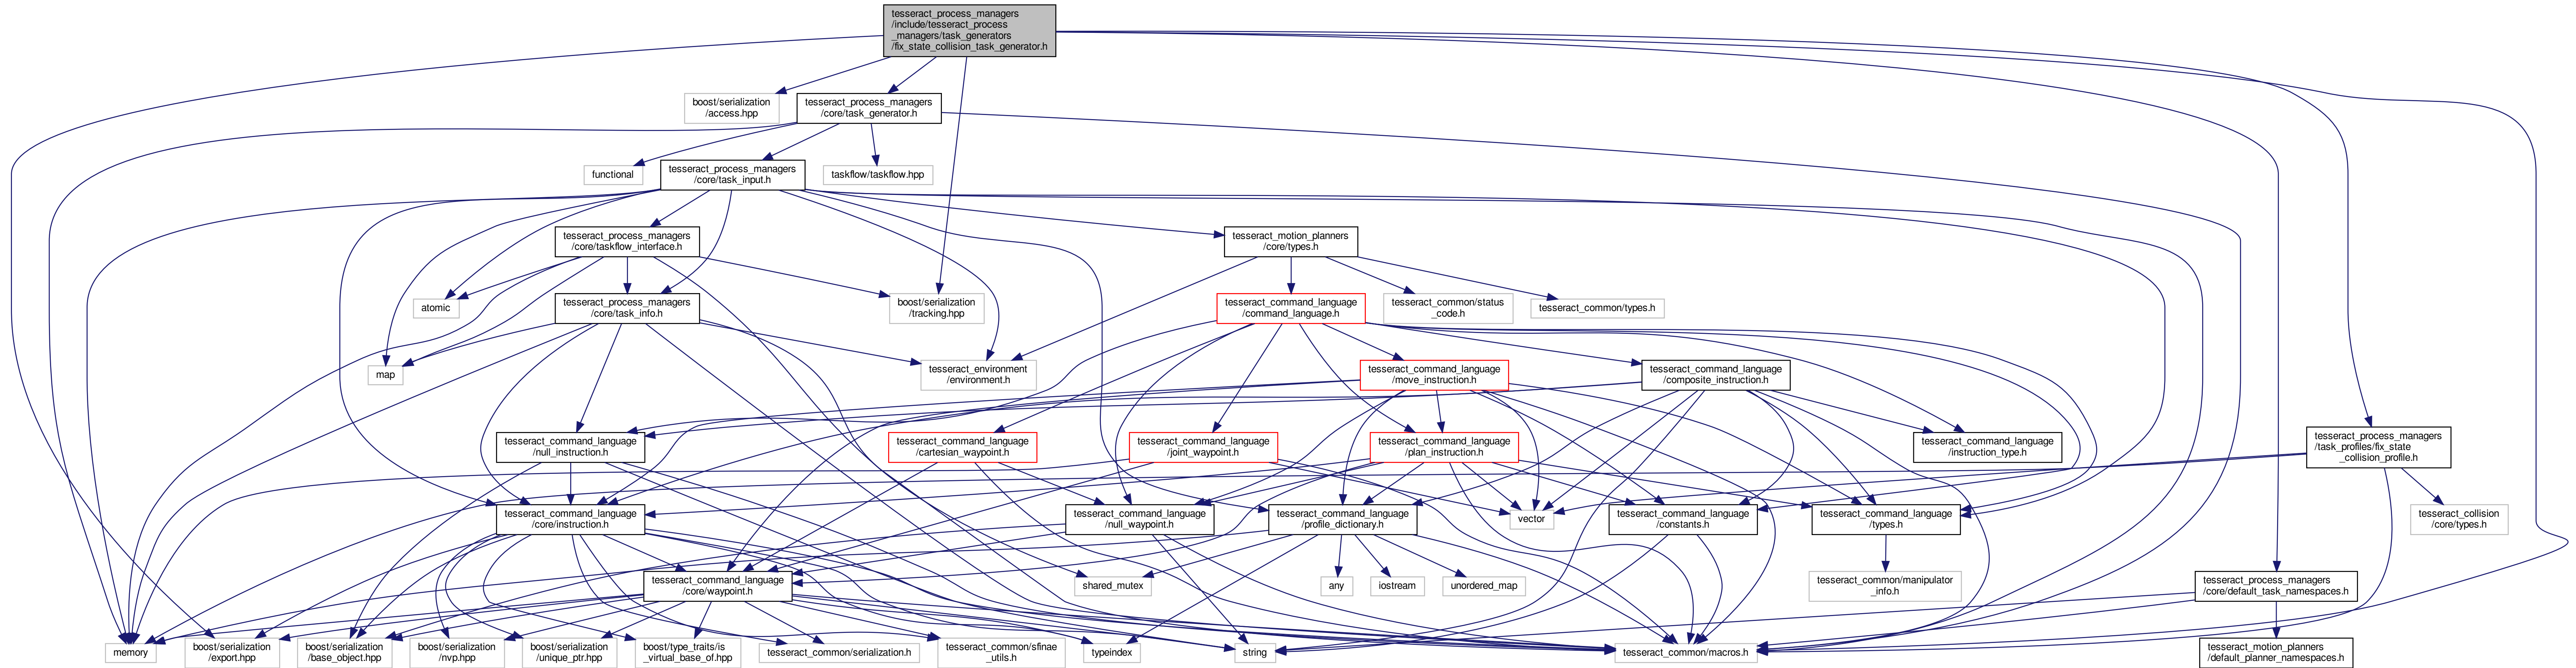 tesseract_process_managers
/include/tesseract_process
_managers/task_generators
/fix_state_collision_task_generator.h
boost/serialization
/access.hpp
tesseract_process_managers
/core/task_generator.h
functional
tesseract_process_managers
/core/task_input.h
taskflow/taskflow.hpp
tesseract_process_managers
/core/taskflow_interface.h
tesseract_motion_planners
/core/types.h
atomic
tesseract_process_managers
/core/task_info.h
boost/serialization
/tracking.hpp
tesseract_command_language
/command_language.h
tesseract_common/status
_code.h
tesseract_common/types.h
map
tesseract_environment
/environment.h
tesseract_command_language
/move_instruction.h
tesseract_command_language
/composite_instruction.h
tesseract_command_language
/null_instruction.h
tesseract_command_language
/cartesian_waypoint.h
tesseract_command_language
/joint_waypoint.h
tesseract_command_language
/plan_instruction.h
tesseract_command_language
/instruction_type.h
tesseract_process_managers
/task_profiles/fix_state
_collision_profile.h
tesseract_command_language
/core/instruction.h
tesseract_command_language
/null_waypoint.h
tesseract_command_language
/profile_dictionary.h
vector
tesseract_command_language
/constants.h
tesseract_command_language
/types.h
tesseract_collision
/core/types.h
tesseract_command_language
/core/waypoint.h
shared_mutex
any
iostream
unordered_map
tesseract_common/manipulator
_info.h
tesseract_process_managers
/core/default_task_namespaces.h
memory
boost/serialization
/export.hpp
boost/serialization
/base_object.hpp
boost/serialization
/nvp.hpp
boost/serialization
/unique_ptr.hpp
boost/type_traits/is
_virtual_base_of.hpp
tesseract_common/serialization.h
tesseract_common/sfinae
_utils.h
typeindex
string
tesseract_common/macros.h
tesseract_motion_planners
/default_planner_namespaces.h